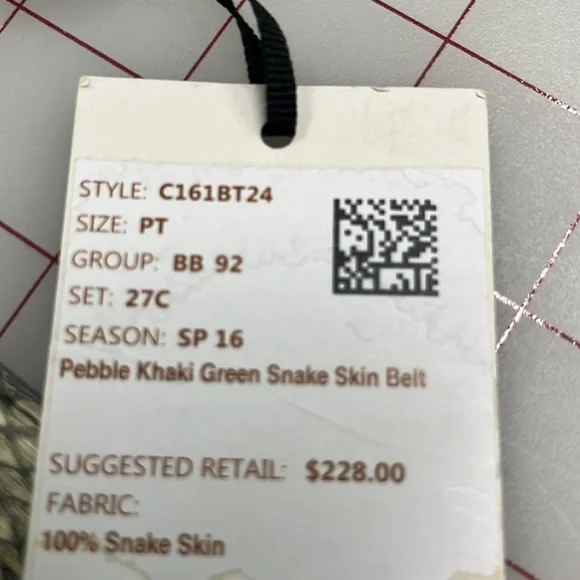 STYLE: C161BT24
SIZE: PT
GROUP: BB 92
SET: 27C
SEASON: SP 16
Pebble Khaki Green Snake Skin Belt
SUGGESTED RETAIL: $228.00
FABRIC:
100% Snake Skin